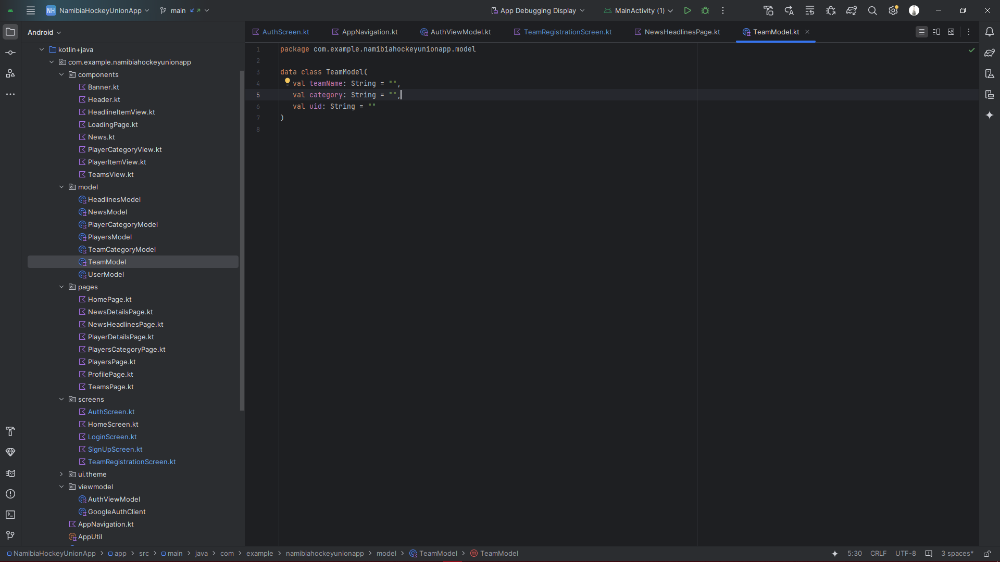 NH NamibiaHockeyUnionApp main App Debugging Display MainActivity (1)
Android
AuthScreen.kt AppNavigation.kt AuthViewModel.kt TeamRegistrationScreen.kt NewsHeadlinesPage.kt TeamModel.kt
kotlin+java
com.example.namibiahockeyunionapp
components
Banner.kt
Header.kt
HeadlineItemView.kt
LoadingPage.kt
News.kt
PlayerCategoryView.kt
PlayerItemView.kt
TeamsView.kt
model
HeadlinesModel
NewsModel
PlayerCategoryModel
PlayersModel
TeamCategoryModel
TeamModel
UserModel
pages
HomePage.kt
NewsDetailsPage.kt
NewsHeadlinesPage.kt
PlayerDetailsPage.kt
PlayersCategoryPage.kt
PlayersPage.kt
ProfilePage.kt
TeamsPage.kt
screens
AuthScreen.kt
HomeScreen.kt
LoginScreen.kt
SignUpScreen.kt
TeamRegistrationScreen.kt
ui.theme
viewmodel
AuthViewModel
GoogleAuthClient
AppNavigation.kt
AppUtil
1 package com.example.namibiahockeyunionapp.model
2
3 data class TeamModel(
4 val teamName: String = "",
5 val category: String = "",
6 val uid: String = ""
7 )
8
NamibiaHockeyUnionApp > app > src > main > java > com > example > namibiahockeyunionapp > model > TeamModel > TeamModel 5:30 CRLF UTF-8 3 spaces*